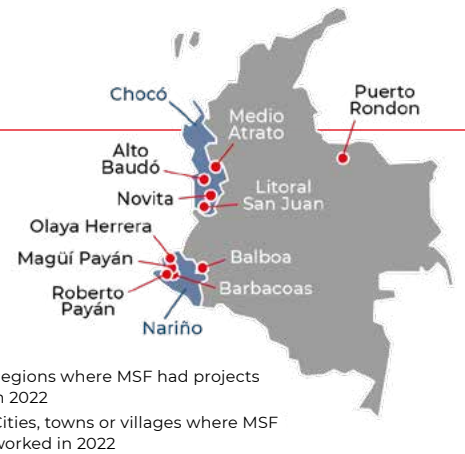 Chocó
Medio
Atrato
Puerto
Rondon
Alto
Baudó
Novita
Litoral
San Juan
Olaya Herrera
Magüí Payán
Balboa
Roberto
Payán
Barbacoas
Nariño
egions where MSF had projects
n 2022
Cities, towns or villages where MSF
worked in 2022